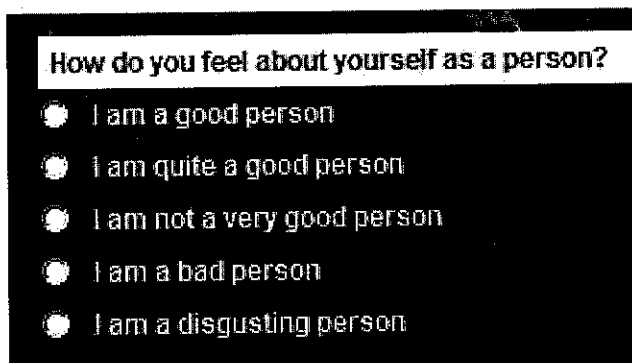 How do you feel about yourself as a person?
I am a good person
I am quite a good person
I am not a very good person
I am a bad person
I am a disgusting person